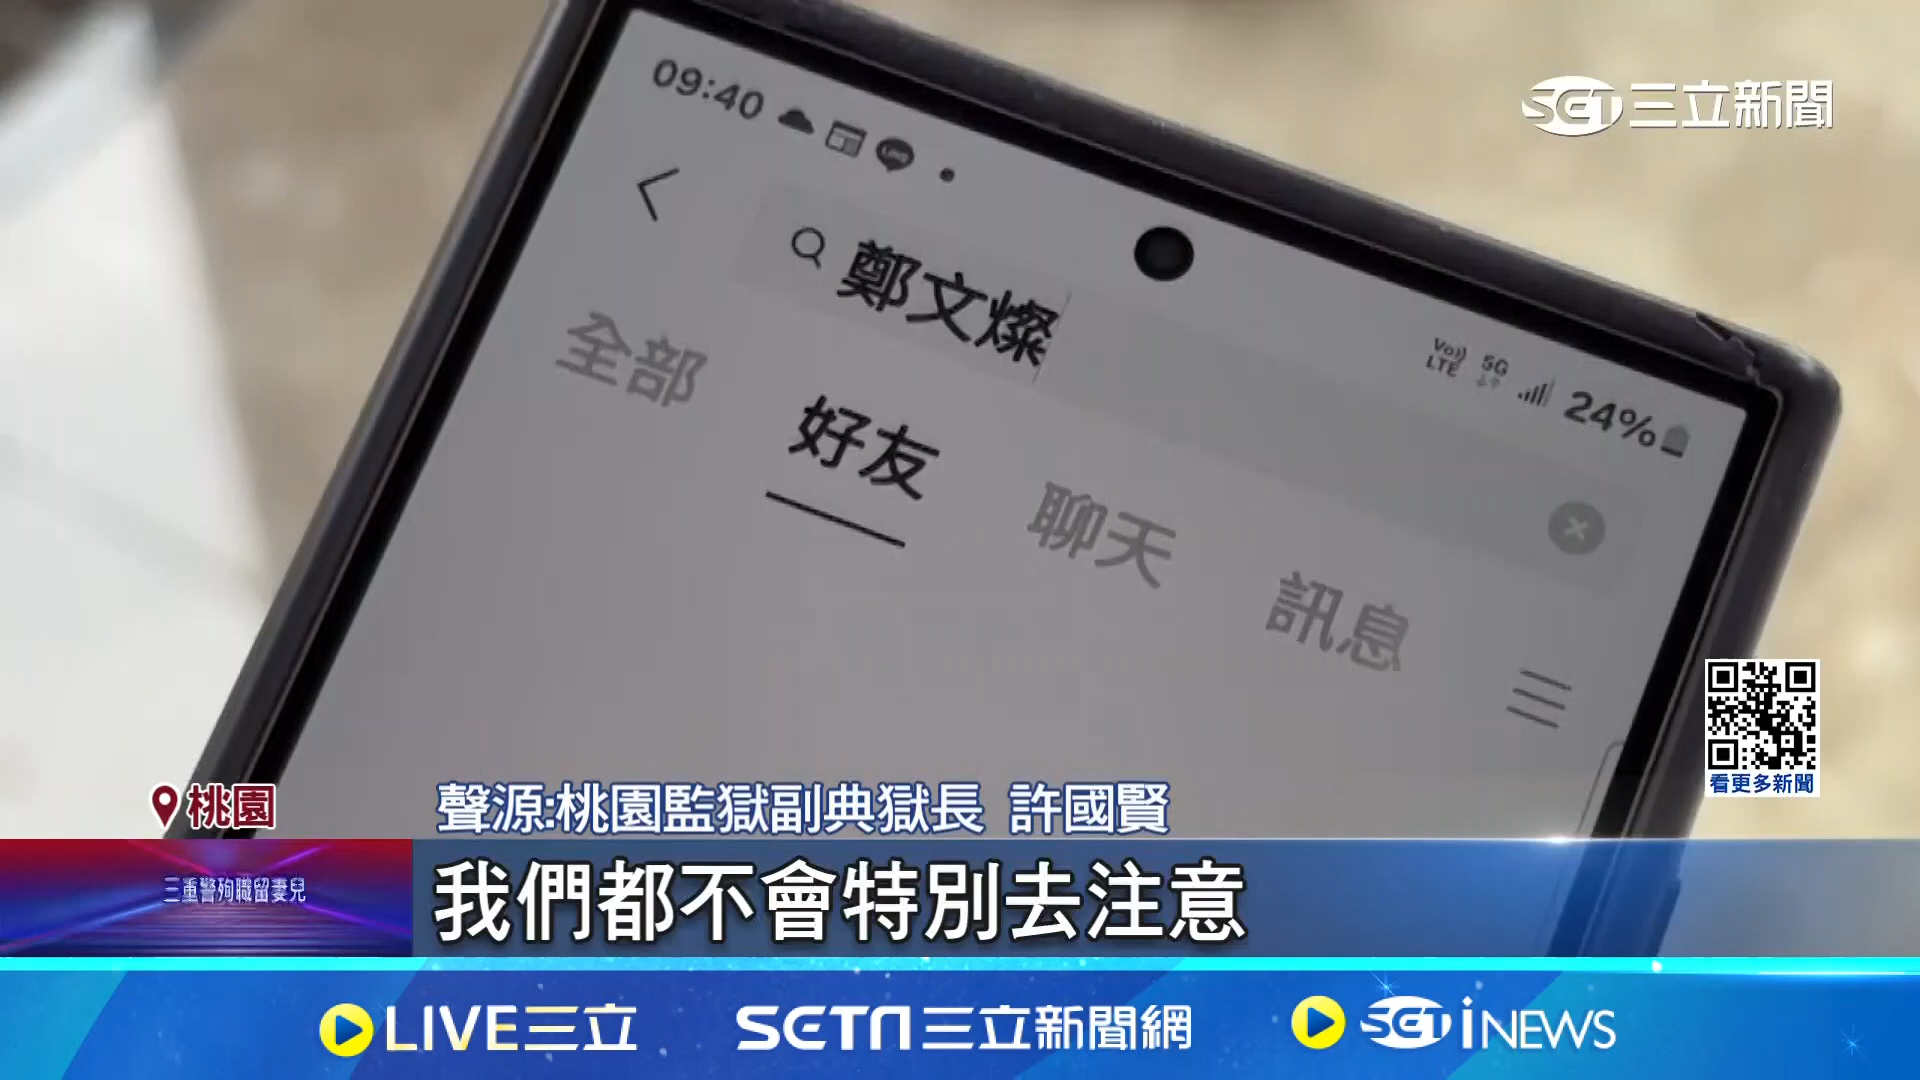 09:40
SET三立新聞
鄭文燦
Vo)) LTE 5G 24%
全部 好友 聊天 訊息
看更多新聞
桃園
聲源:桃園監獄副典獄長 許國賢
三重警殉職留妻兒
我們都不會特別去注意
LIVE三立 SETN三立新聞網 SET iNEWS